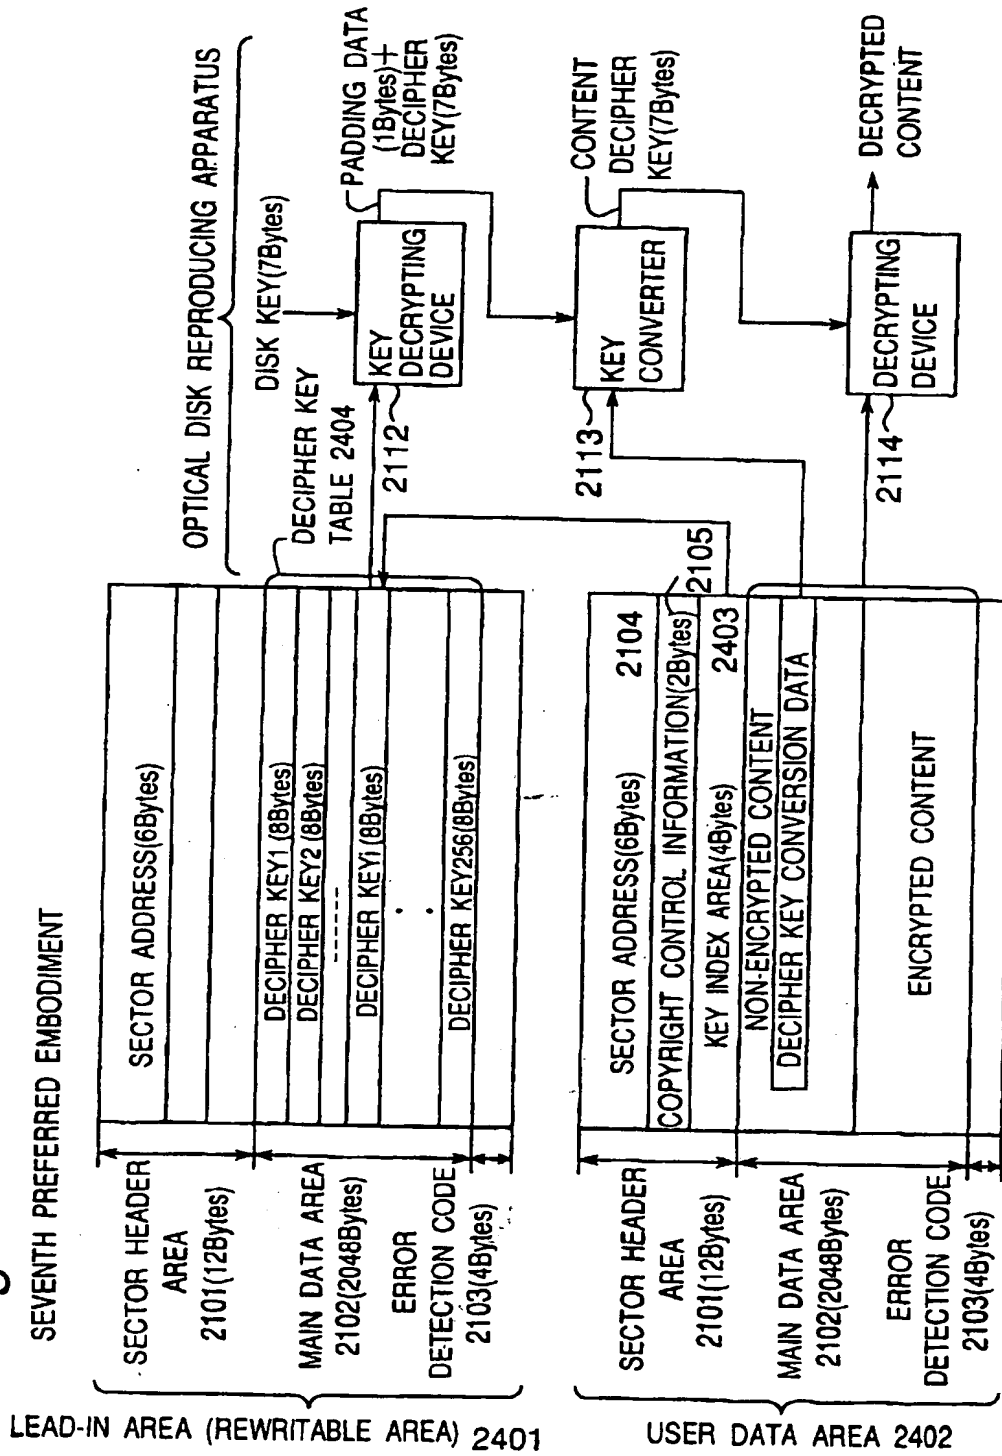 SEVENTH PREFERRED EMBODIMENT
LEAD-IN AREA (REWRITABLE AREA) 2401
SECTOR HEADER
AREA
2101(12Bytes)
MAIN DATA AREA
2102(2048Bytes)
ERROR
DETECTION CODE
2103(4Bytes)
SECTOR ADDRESS(6Bytes)
DECIPHER KEY1(8Bytes)
DECIPHER KEY2(8Bytes)
DECIPHER KEYi(8Bytes)
DECIPHER KEY256(8Bytes)
OPTICAL DISK REPRODUCING APPARATUS
DECIPHER KEY
TABLE 2404
DISK KEY(7Bytes)
2112
KEY
DECRYPTING
DEVICE
PADDING DATA
(1Bytes)+
DECIPHER
KEY(7Bytes)
2113
KEY
CONVERTER
CONTENT
DECIPHER
KEY(7Bytes)
2114
DECRYPTING
DEVICE
DECRYPTED
CONTENT
USER DATA AREA 2402
SECTOR HEADER
AREA
2101(12Bytes)
MAIN DATA AREA
2102(2048Bytes)
ERROR
DETECTION CODE
2103(4Bytes)
SECTOR ADDRESS(6Bytes) 2104
COPYRIGHT CONTROL INFORMATION(2Bytes) 2105
KEY INDEX AREA(4Bytes) 2403
NON-ENCRYPTED CONTENT
DECIPHER KEY CONVERSION DATA
ENCRYPTED CONTENT